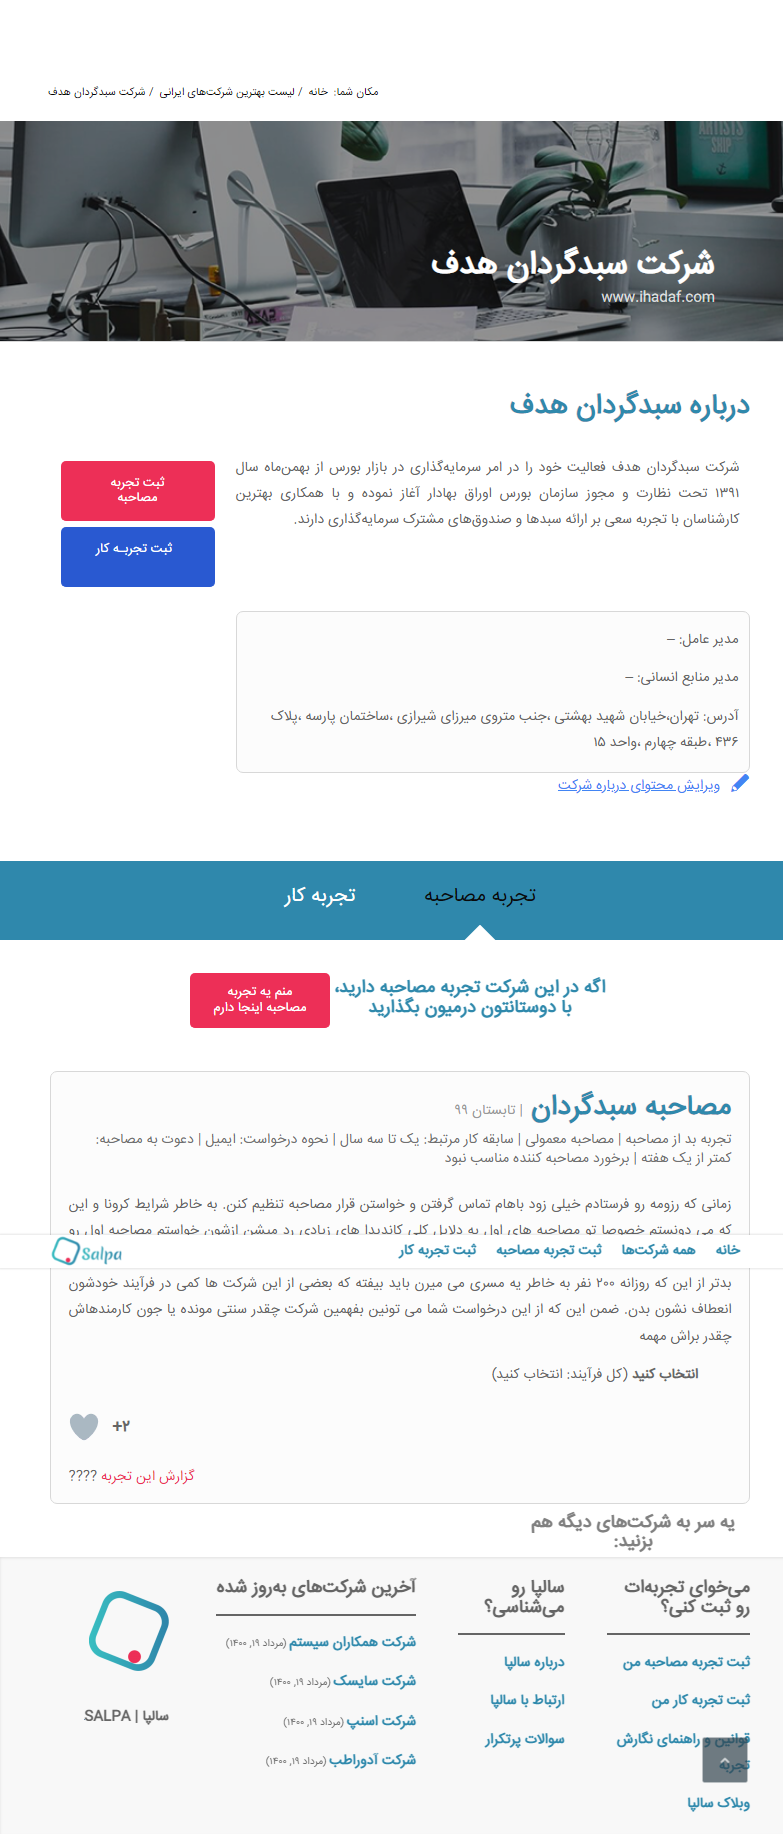 مکان شما: خانه / لیست بهترین شرکت‌های ایرانی / شرکت سبدگردان هدف
ARTISTS
SHIP
شرکت سبدگردان هدف
www.ihadaf.com
درباره سبدگردان هدف
شرکت سبدگردان هدف فعالیت خود را در امر سرمایه‌گذاری در بازار بورس از بهمن‌ماه سال
۱۳۹۱ تحت نظارت و مجوز سازمان بورس اوراق بهادار آغاز نموده و با همکاری بهترین
کارشناسان با تجربه سعی بر ارائه سبدها و صندوق‌های مشترک سرمایه‌گذاری دارند.
ثبت تجربه
مصاحبه
ثبت تجربـه کار
مدیر عامل: –
مدیر منابع انسانی: –
آدرس: تهران،خیابان شهید بهشتی ،جنب متروی میرزای شیرازی ،ساختمان پارسه ،پلاک
۴۳۶ ،طبقه چهارم ،واحد ۱۵
ویرایش محتوای درباره شرکت
تجربه مصاحبه
تجربه کار
اگه در این شرکت تجربه مصاحبه دارید،
با دوستانتون درمیون بگذارید
منم یه تجربه
مصاحبه اینجا دارم
مصاحبه سبدگردان | تابستان ۹۹
تجربه بد از مصاحبه | مصاحبه معمولی | سابقه کار مرتبط: یک تا سه سال | نحوه درخواست: ایمیل | دعوت به مصاحبه:
کمتر از یک هفته | برخورد مصاحبه کننده مناسب نبود
زمانی که رزومه رو فرستادم خیلی زود باهام تماس گرفتن و خواستن قرار مصاحبه تنظیم کنن. به خاطر شرایط کرونا و این
که می دونستم خصوصا تو مصاحبه های اول به دلایل کلی کاندیدا های زیادی رد میشن ازشون خواستم مصاحبه اول رو
خانه همه شرکت‌ها ثبت تجربه مصاحبه ثبت تجربه کار
Salpa
بدتر از این که روزانه ۲۰۰ نفر به خاطر یه مسری می میرن باید بیفته که بعضی از این شرکت ها کمی در فرآیند خودشون
انعطاف نشون بدن. ضمن این که از این درخواست شما می تونین بفهمین شرکت چقدر سنتی مونده یا جون کارمندهاش
چقدر براش مهمه
انتخاب کنید (کل فرآیند: انتخاب کنید)
+۲
گزارش این تجربه ????
یه سر به شرکت‌های دیگه هم
بزنید:
می‌خوای تجربه‌ات
رو ثبت کنی؟
ثبت تجربه مصاحبه من
ثبت تجربه کار من
قوانین و راهنمای نگارش
تجربه
وبلاگ سالپا
سالپا رو
می‌شناسی؟
درباره سالپا
ارتباط با سالپا
سوالات پرتکرار
آخرین شرکت‌های به‌روز شده
شرکت همکاران سیستم (مرداد ۱۹, ۱۴۰۰)
شرکت سایسک (مرداد ۱۹, ۱۴۰۰)
شرکت اسنپ (مرداد ۱۹, ۱۴۰۰)
شرکت آدوراطب (مرداد ۱۹, ۱۴۰۰)
سالپا | SALPA